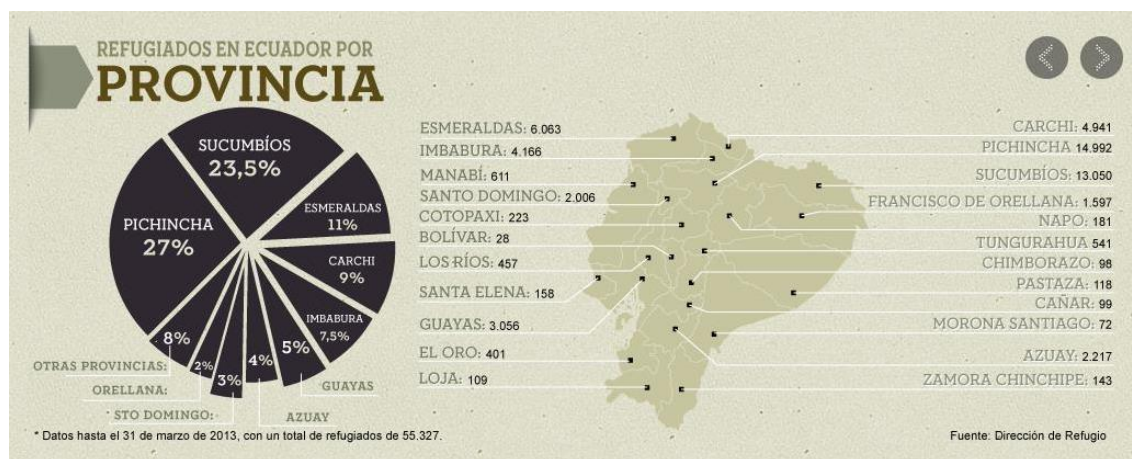 REFUGIADOS EN ECUADOR POR
PROVINCIA
SUCUMBÍOS
23,5%
ESMERALDAS
11%
PICHINCHA
27%
CARCHI
9%
IMBABURA
7,5%
8%
2%
3%
4%
5%
OTRAS PROVINCIAS:
ORELLANA:
STO DOMINGO:
AZUAY
GUAYAS
ESMERALDAS: 6.063
IMBABURA: 4.166
MANABÍ: 611
SANTO DOMINGO: 2.006
COTOPAXI: 223
BOLÍVAR: 28
LOS RÍOS: 457
SANTA ELENA: 158
GUAYAS: 3.056
EL ORO: 401
LOJA: 109
CARCHI: 4.941
PICHINCHA 14.992
SUCUMBÍOS: 13.050
FRANCISCO DE ORELLANA: 1.597
NAPO: 181
TUNGURAHUA 541
CHIMBORAZO: 98
PASTAZA: 118
CAÑAR: 99
MORONA SANTIAGO: 72
AZUAY: 2.217
ZAMORA CHINCHIPE: 143
* Datos hasta el 31 de marzo de 2013, con un total de refugiados de 55.327.
Fuente: Dirección de Refugio